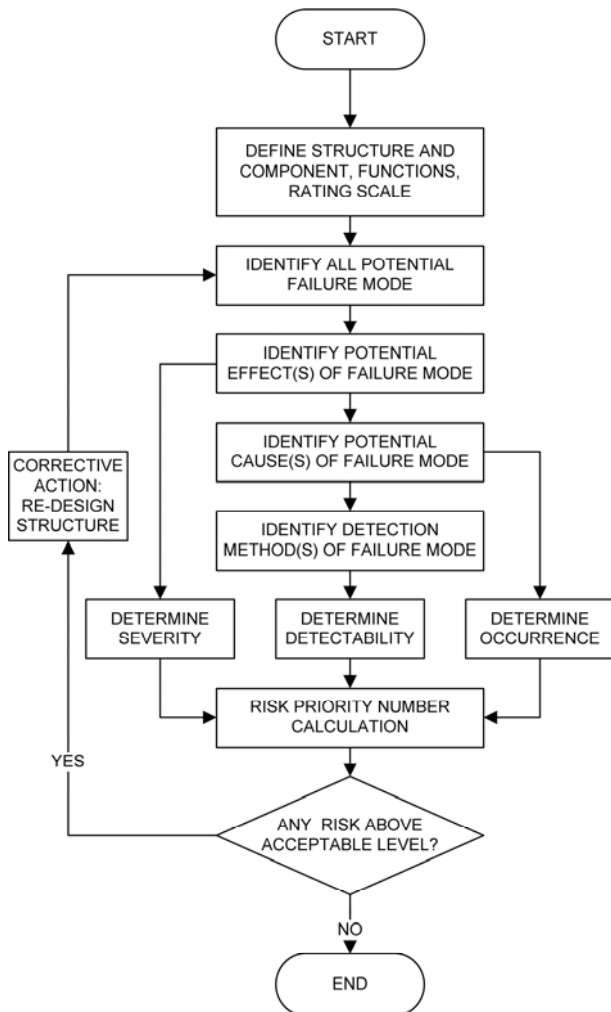 START
DEFINE STRUCTURE AND
COMPONENT, FUNCTIONS,
RATING SCALE
IDENTIFY ALL POTENTIAL
FAILURE MODE
IDENTIFY POTENTIAL
EFFECT(S) OF FAILURE MODE
IDENTIFY POTENTIAL
CAUSE(S) OF FAILURE MODE
CORRECTIVE
ACTION:
RE-DESIGN
STRUCTURE
IDENTIFY DETECTION
METHOD(S) OF FAILURE MODE
DETERMINE
SEVERITY
DETERMINE
DETECTABILITY
DETERMINE
OCCURRENCE
RISK PRIORITY NUMBER
CALCULATION
YES
ANY RISK ABOVE
ACCEPTABLE LEVEL?
NO
END